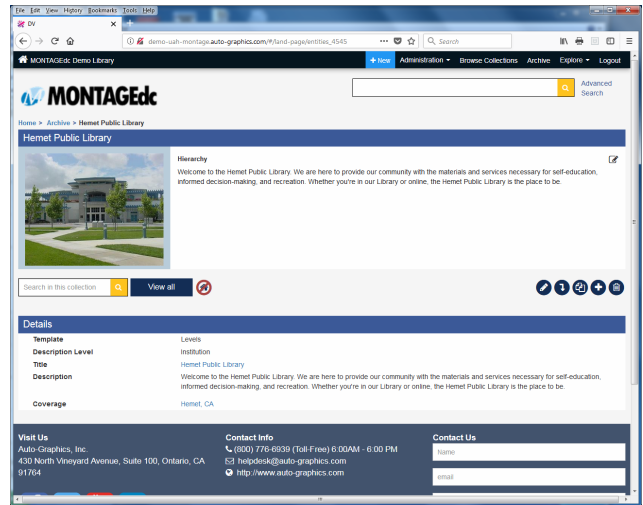 File Edit View History Bookmarks Tools Help
DV
demo-uah-montage.auto-graphics.com/#/land-page/entities_4545
Search
MONTAGEdc Demo Library
+ New Administration Browse Collections Archive Explore Logout
MONTAGEdc
Advanced Search
Home > Archive > Hemet Public Library
Hemet Public Library
Hierarchy
Welcome to the Hemet Public Library. We are here to provide our community with the materials and services necessary for self-education,
informed decision-making, and recreation. Whether you're in our Library or online, the Hemet Public Library is the place to be.
Search in this collection
View all
Details
Template Levels
Description Level Institution
Title Hemet Public Library
Description Welcome to the Hemet Public Library. We are here to provide our community with the materials and services necessary for self-education,
informed decision-making, and recreation. Whether you're in our Library or online, the Hemet Public Library is the place to be.
Coverage Hemet, CA
Visit Us Contact Info Contact Us
Auto-Graphics, Inc. (800) 776-6939 (Toll-Free) 6:00AM - 6:00 PM Name
430 North Vineyard Avenue, Suite 100, Ontario, CA helpdesk@auto-graphics.com
91764 http://www.auto-graphics.com email